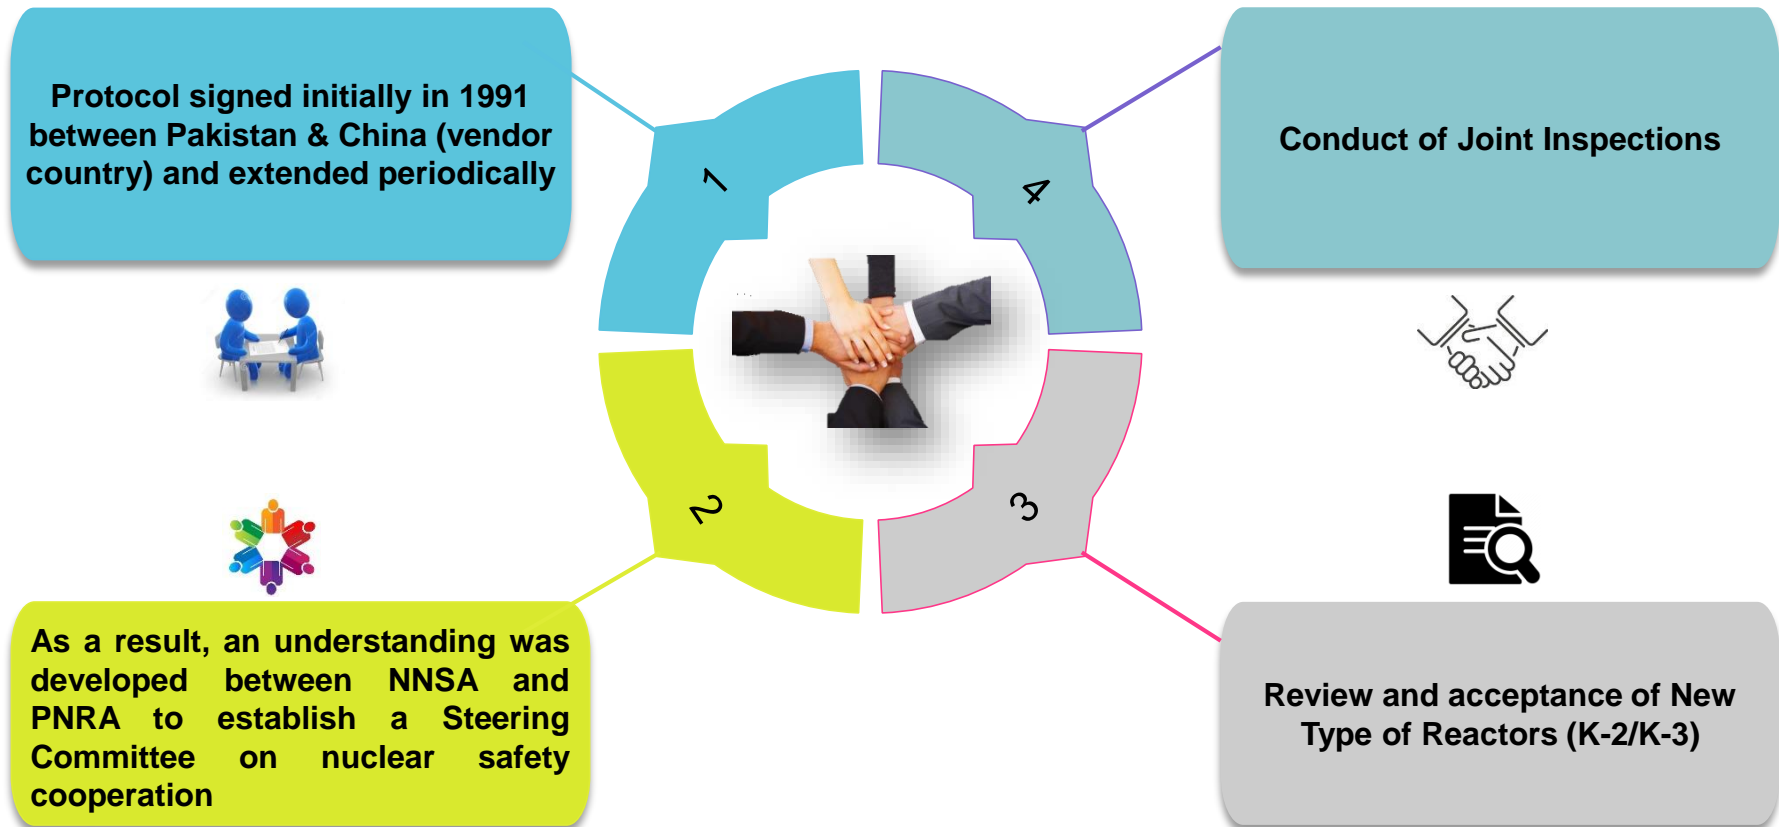 Protocol signed initially in 1991
between Pakistan & China (vendor
country) and extended periodically
1
As a result, an understanding was
developed between NNSA and
PNRA to establish a Steering
Committee on nuclear safety
cooperation
2
Review and acceptance of New
Type of Reactors (K-2/K-3)
3
Conduct of Joint Inspections
4
. . .